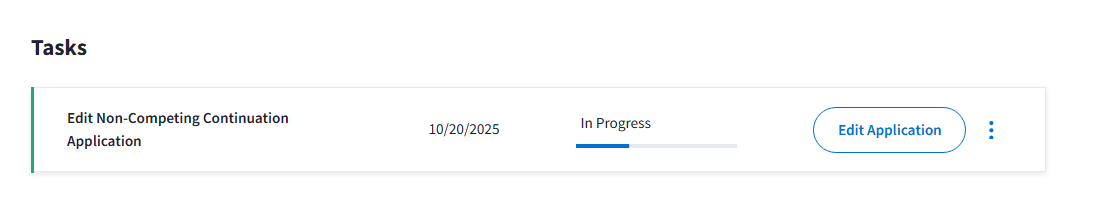 Tasks
Edit Non-Competing Continuation
Application
10/20/2025
In Progress
Edit Application